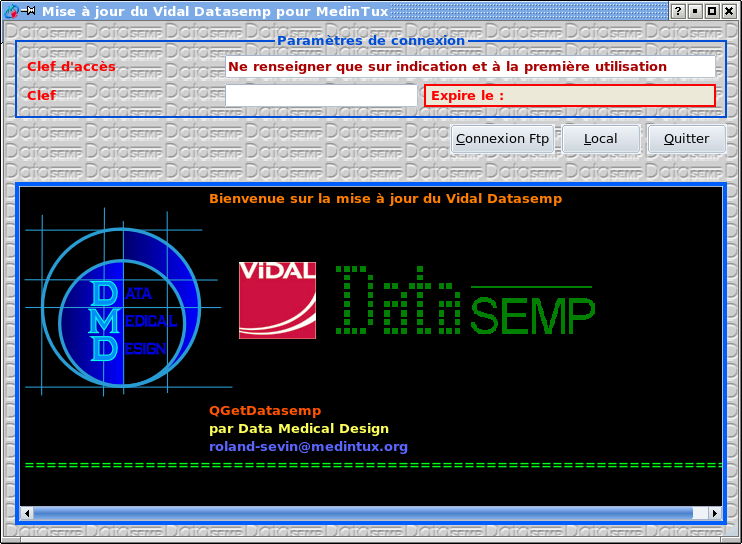 Mise à jour du Vidal Datasemp pour MedinTux
Paramètres de connexion
Clef d'accès
Ne renseigner que sur indication et à la première utilisation
Clef
Expire le :
Connexion Ftp
Local
Quitter
Bienvenue sur la mise à jour du Vidal Datasemp
DATA
MEDICAL
DESIGN
ViDAL
Data SEMP
QGetDatasemp
par Data Medical Design
roland-sevin@medintux.org